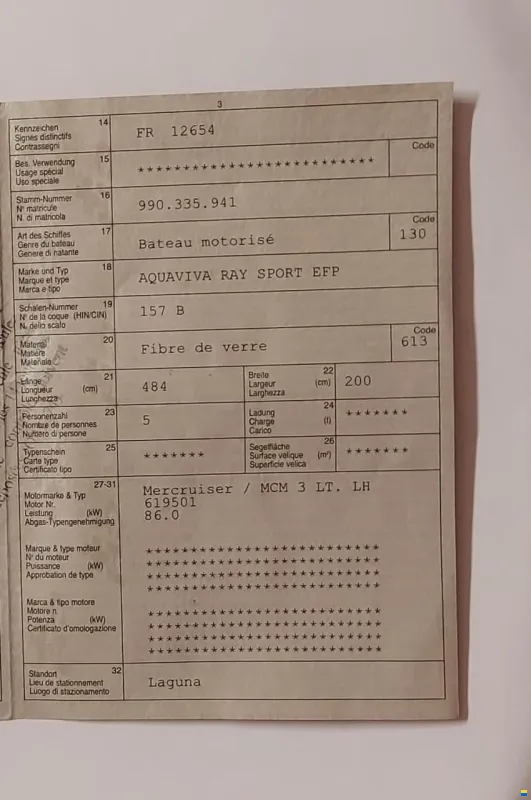 3
Kennzeichen 14
Signes distinctifs
Contrassegni
FR 12654
Bes. Verwendung 15
Usage spécial
Uso speciale
**************************
Code
Stamm-Nummer 16
N° matricule
N. di matricola
990.335.941
Art des Schiffes 17
Genre du bateau
Genere di natante
Bateau motorisé
Code
130
Marke und Typ 18
Marque et type
Marca e tipo
AQUAVIVA RAY SPORT EFP
Schalen-Nummer 19
N° de la coque (HIN/CIN)
N. dello scafo
157 B
Material 20
Matière
Materiale
Fibre de verre
Code
613
Länge 21
Longueur (cm)
Lunghezza
484
Breite 22
Largeur (cm)
Larghezza
200
Personenzahl 23
Nombre de personnes
Numero di persone
5
Ladung 24
Charge (t)
Carico
*******
Typenschein 25
Carte type
Certificato tipo
*******
Segelfläche 26
Surface vélique (m²)
Superficie velica
*******
27-31
Motormarke & Typ
Motor Nr.
Leistung (kW)
Abgas-Typengenehmigung
Mercruiser / MCM 3 LT. LH
619501
86.0
Marque & type moteur
N° du moteur
Puissance (kW)
Approbation de type
**************************
**************************
**************************
**************************
Marca & tipo motore
Motore n.
Potenza (kW)
Certificato d'omologazione
**************************
**************************
**************************
**************************
Standort 32
Lieu de stationnement
Luogo di stazionamento
Laguna